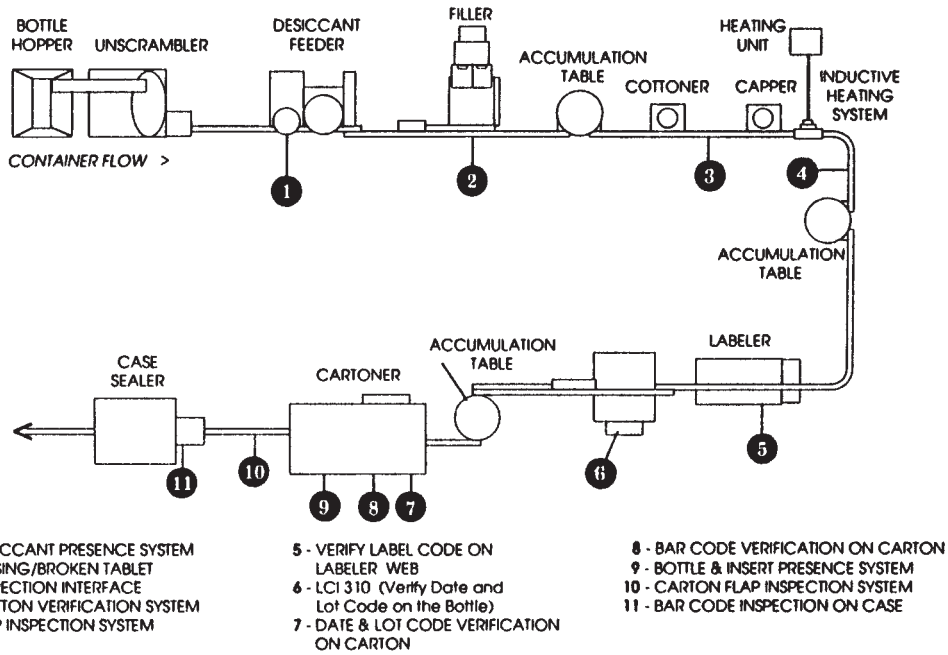 BOTTLE
HOPPER
UNSCRAMBLER
DESICCANT
FEEDER
FILLER
ACCUMULATION
TABLE
COTTONER
CAPPER
HEATING
UNIT
INDUCTIVE
HEATING
SYSTEM
CONTAINER FLOW >
1
2
3
4
ACCUMULATION
TABLE
CASE
SEALER
CARTONER
ACCUMULATION
TABLE
LABELER
11
10
9
8
7
6
5
CCANT PRESENCE SYSTEM
SING/BROKEN TABLET
PECTION INTERFACE
TTON VERIFICATION SYSTEM
P INSPECTION SYSTEM
5 - VERIFY LABEL CODE ON
LABELER WEB
6 - LCI 310 (Verify Date and
Lot Code on the Bottle)
7 - DATE & LOT CODE VERIFICATION
ON CARTON
8 - BAR CODE VERIFICATION ON CARTON
9 - BOTTLE & INSERT PRESENCE SYSTEM
10 - CARTON FLAP INSPECTION SYSTEM
11 - BAR CODE INSPECTION ON CASE